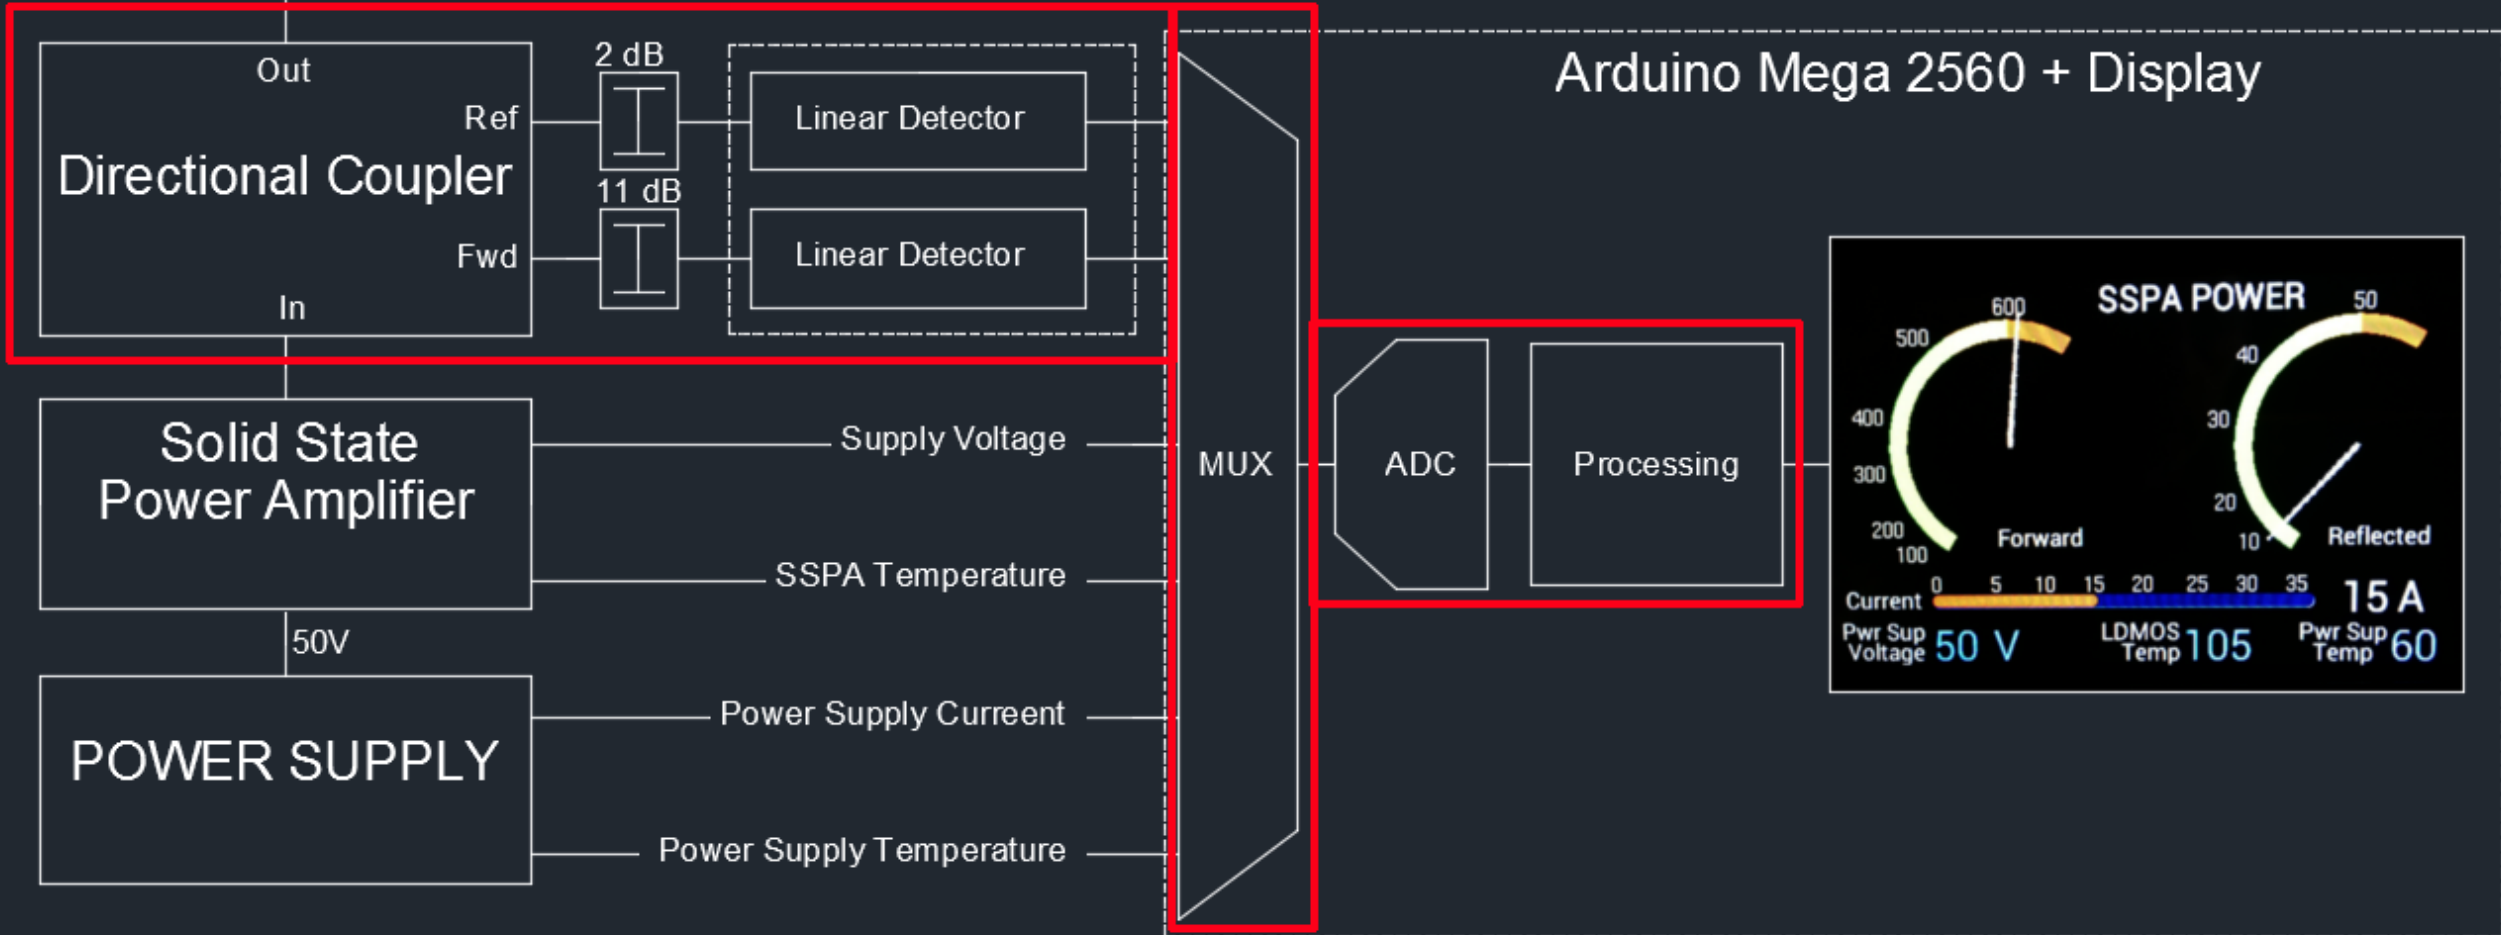 Arduino Mega 2560 + Display
Out
Ref
Directional Coupler
Fwd
In
2 dB
11 dB
Linear Detector
Linear Detector
Solid State
Power Amplifier
50V
POWER SUPPLY
Supply Voltage
SSPA Temperature
Power Supply Curreent
Power Supply Temperature
MUX
ADC
Processing
SSPA POWER
600
500
400
300
200
100
Forward
50
40
30
20
10
Reflected
0 5 10 15 20 25 30 35
Current
15 A
Pwr Sup
Voltage
50 V
LDMOS
Temp
105
Pwr Sup
Temp
60